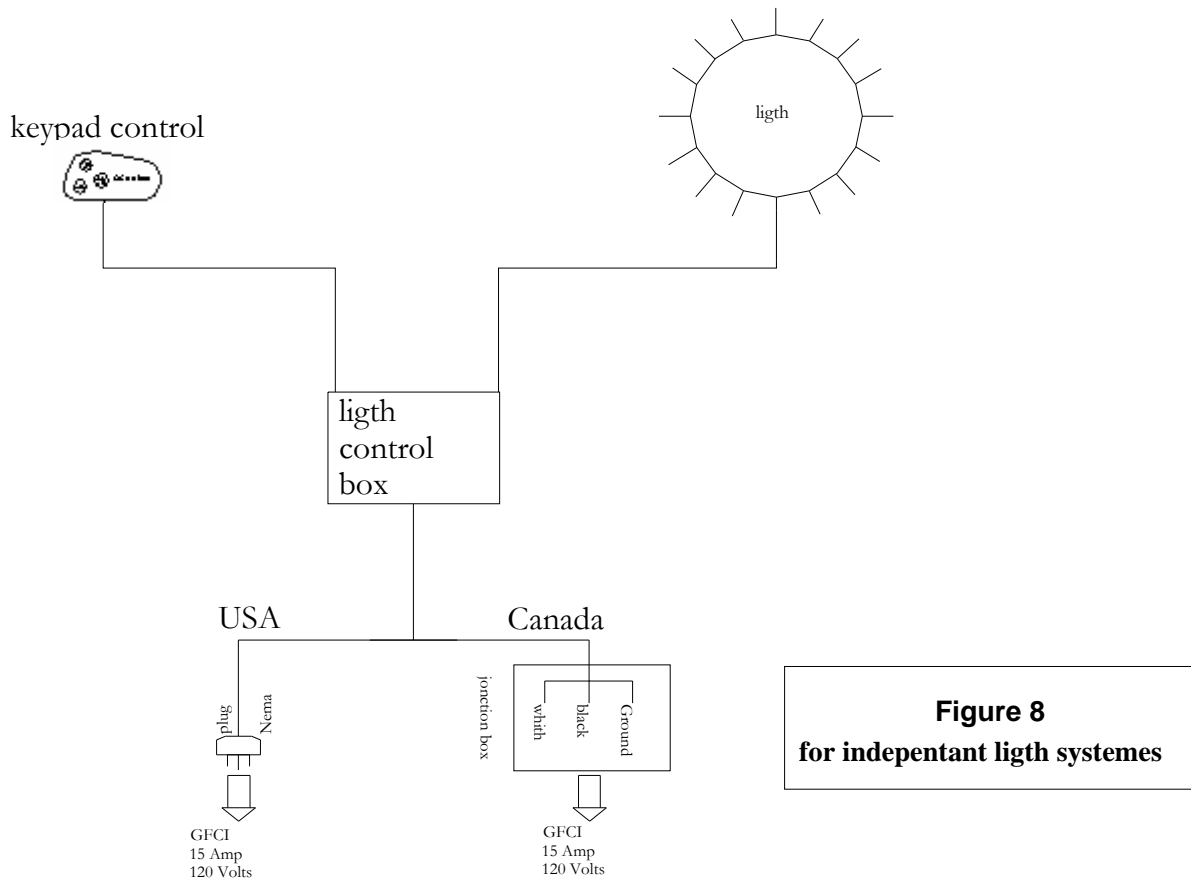 ligth
keypad control
ligth
control
box
USA
Canada
plug
Nema
jonction box
whith
black
Ground
GFCI
15 Amp
120 Volts
GFCI
15 Amp
120 Volts
Figure 8
for indepentant ligth systemes